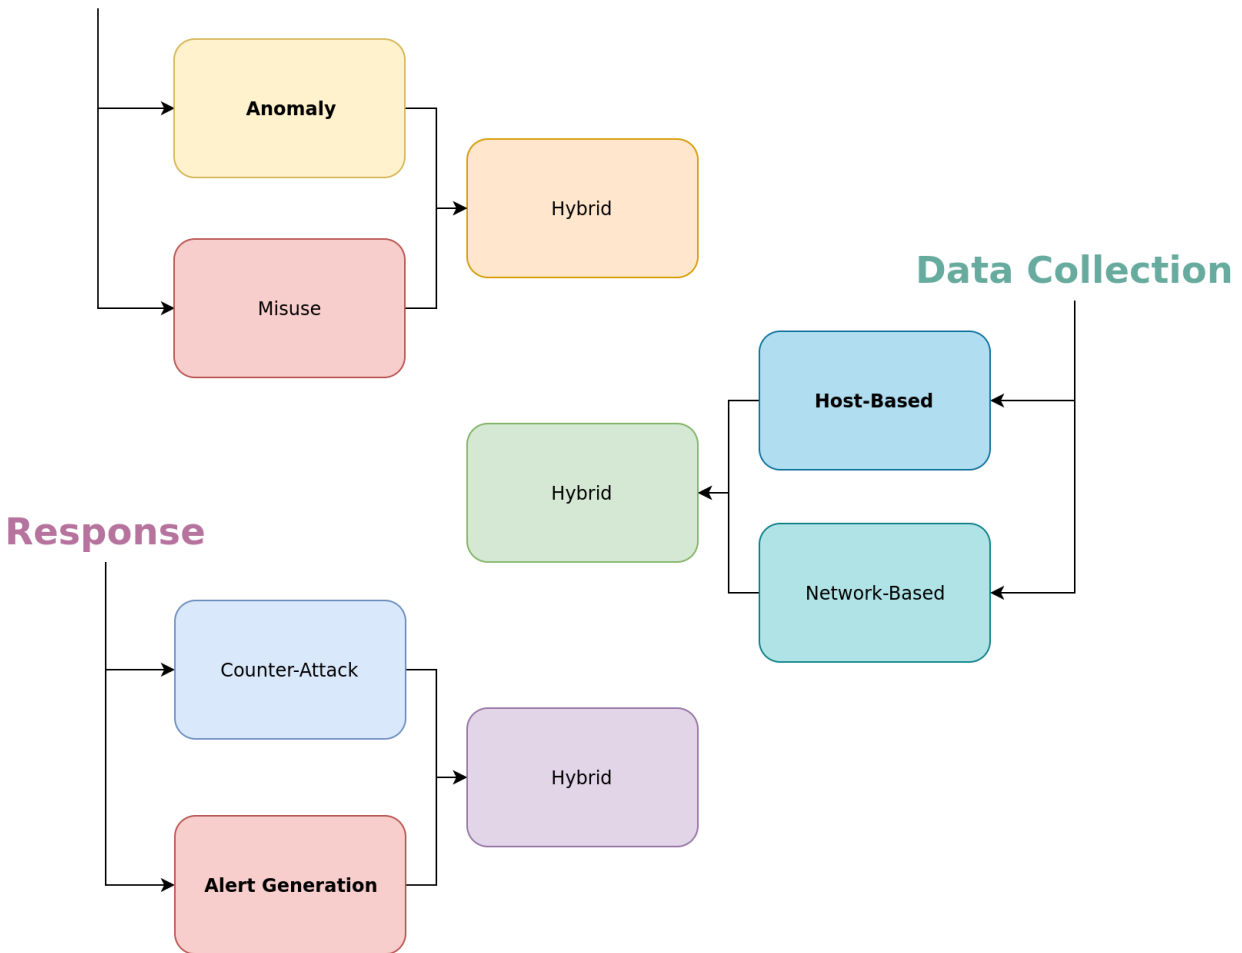 Anomaly
Hybrid
Misuse
Data Collection
Host-Based
Hybrid
Network-Based
Response
Counter-Attack
Hybrid
Alert Generation